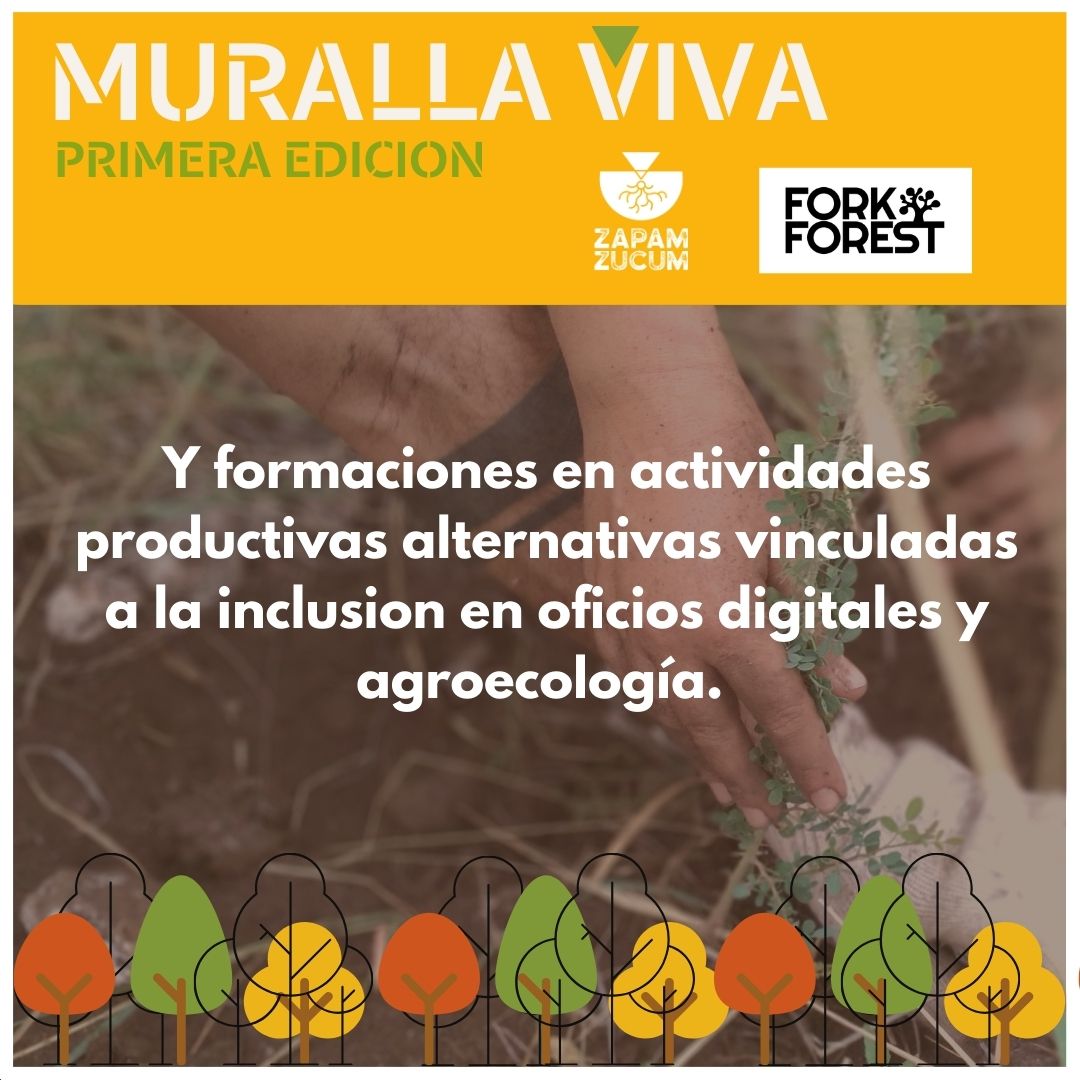 MURALLA VIVA
PRIMERA EDICION
ZAPAM
ZUCUM
FORK
FOREST
Y formaciones en actividades
productivas alternativas vinculadas
a la inclusion en oficios digitales y
agroecología.